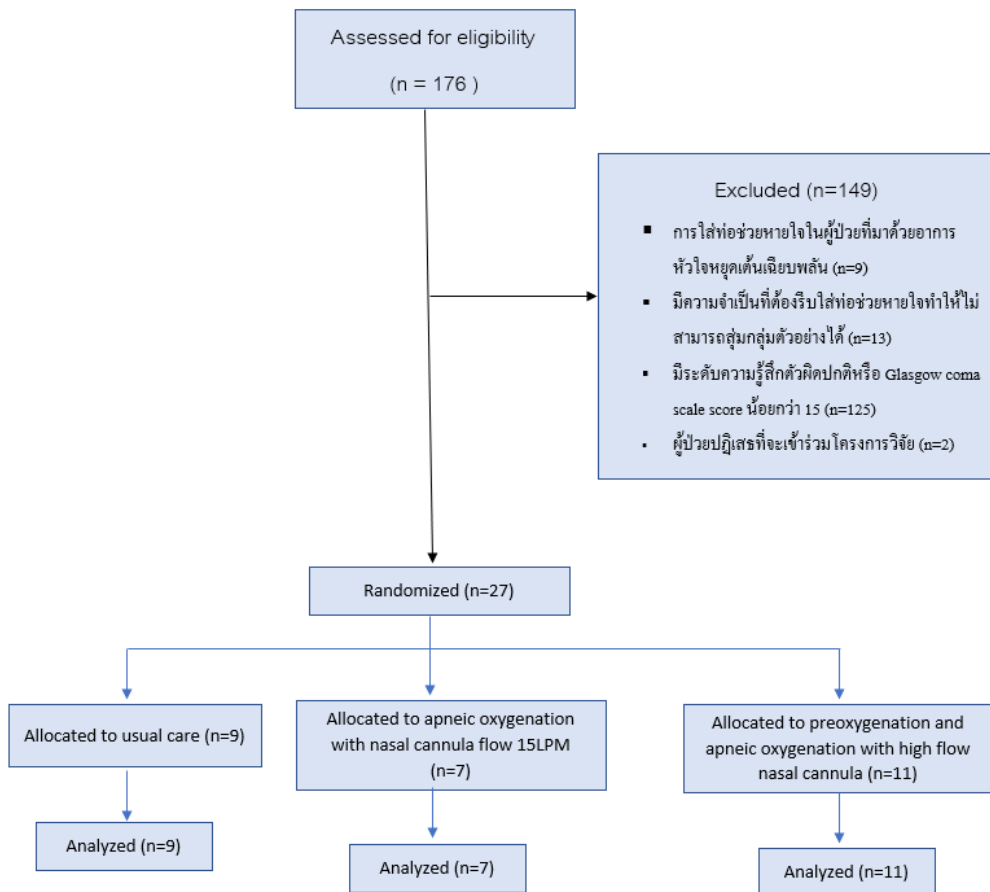 Assessed for eligibility
(n = 176 )
Excluded (n=149)
▪ การใส่ท่อช่วยหายใจในผู้ป่วยที่มาด้วยอาการ
หัวใจหยุดเต้นเฉียบพลัน (n=9)
▪ มีความจำเป็นที่ต้องรีบใส่ท่อช่วยหายใจทำให้ไม่
สามารถสุ่มกลุ่มตัวอย่างได้ (n=13)
▪ มีระดับความรู้สึกตัวผิดปกติหรือ Glasgow coma
scale score น้อยกว่า 15 (n=125)
▪ ผู้ป่วยปฏิเสธที่จะเข้าร่วมโครงการวิจัย (n=2)
Randomized (n=27)
Allocated to usual care (n=9)
Allocated to apneic oxygenation
with nasal cannula flow 15LPM
(n=7)
Allocated to preoxygenation and
apneic oxygenation with high flow
nasal cannula (n=11)
Analyzed (n=9)
Analyzed (n=7)
Analyzed (n=11)